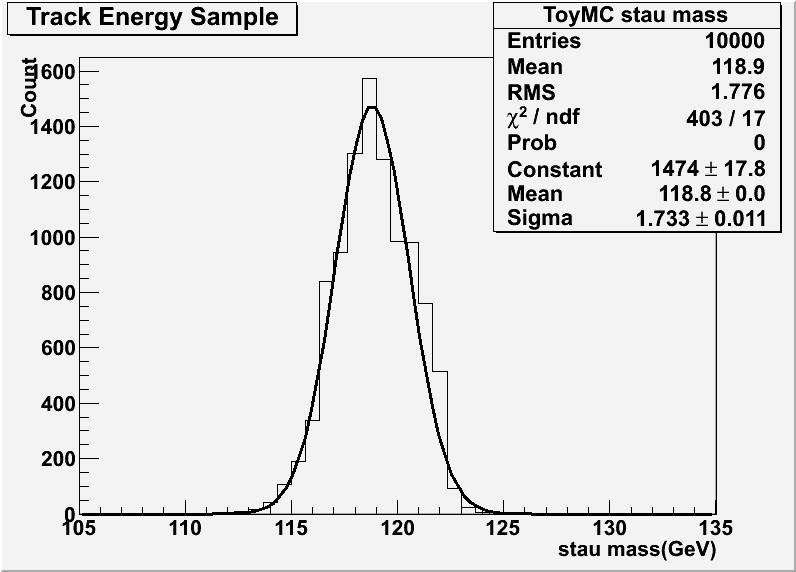 Track Energy Sample
ToyMC stau mass
Entries 10000
Mean 118.9
RMS 1.776
χ² / ndf 403 / 17
Prob 0
Constant 1474 ± 17.8
Mean 118.8 ± 0.0
Sigma 1.733 ± 0.011
Count
1600
1400
1200
1000
800
600
400
200
0
105 110 115 120 125 130 135
stau mass(GeV)